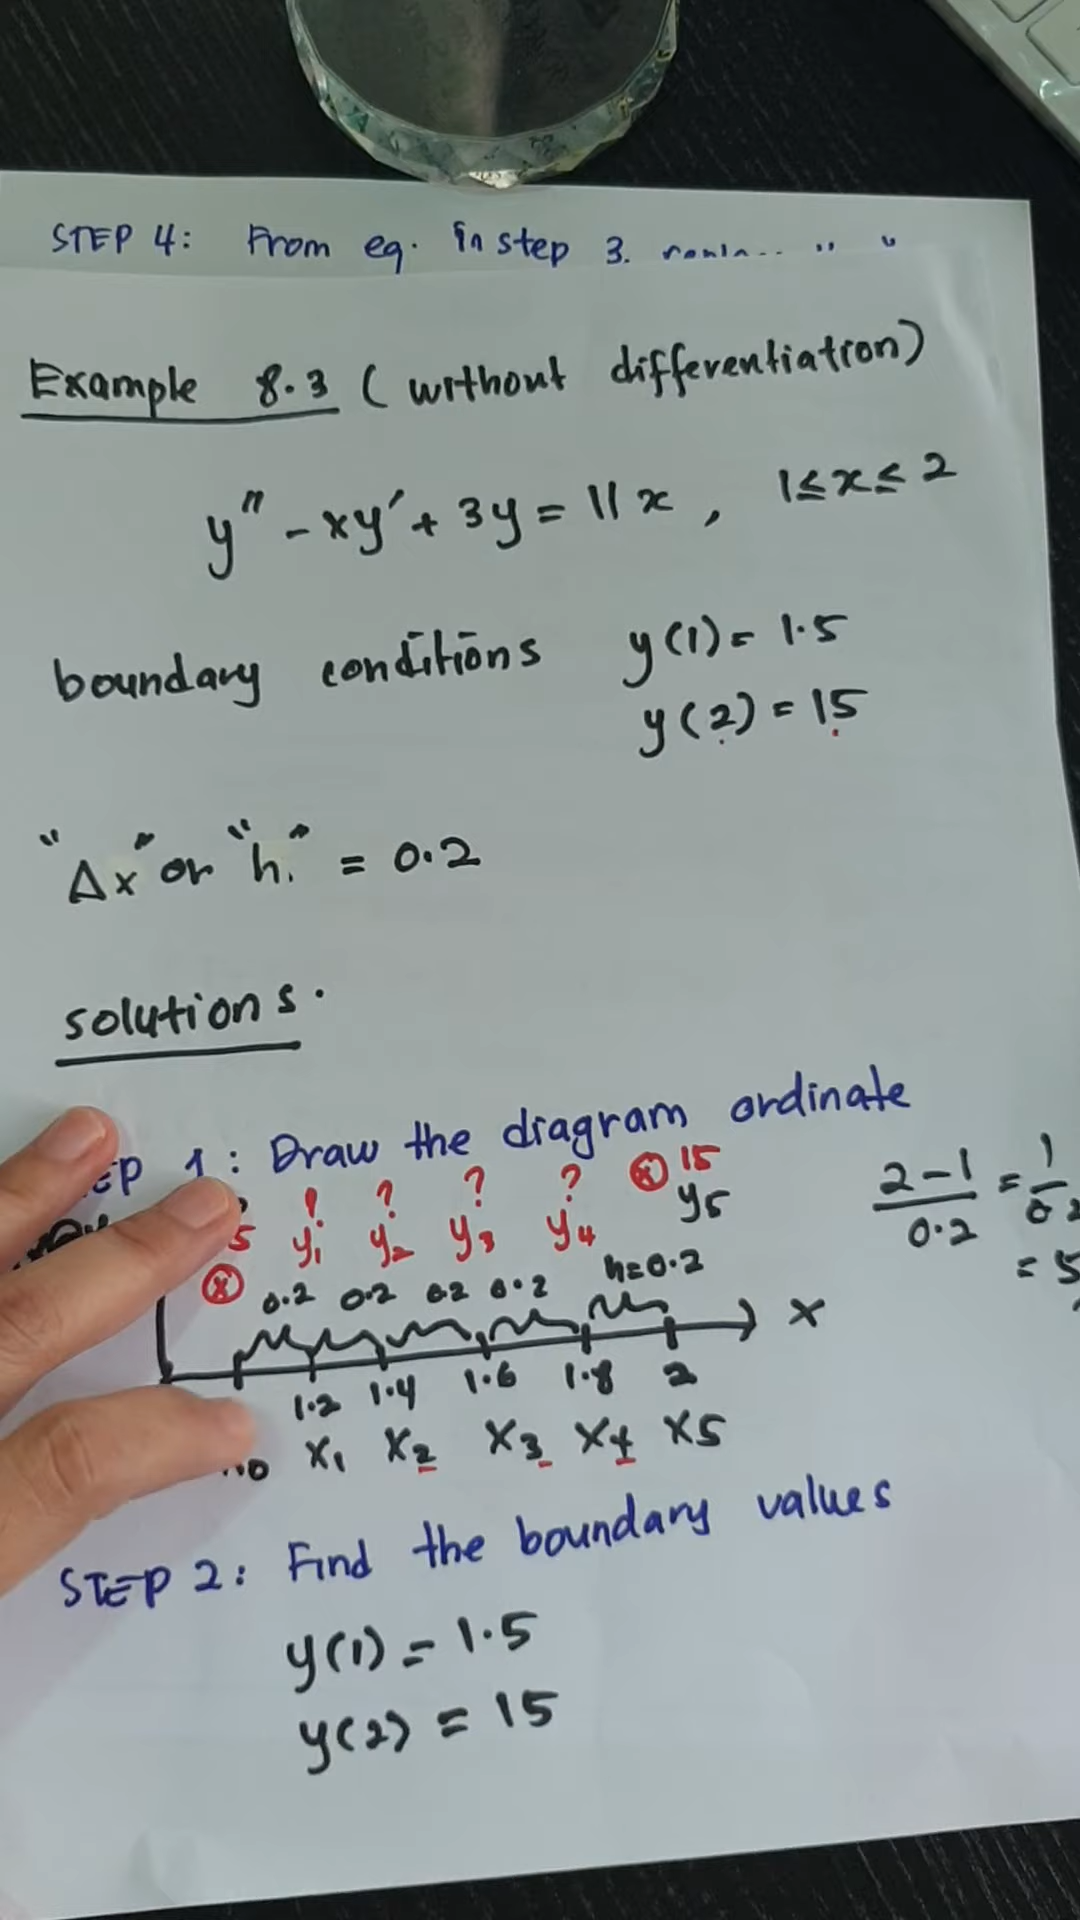 STEP 4: From eq. in step 3.
Example 8.3 (without differentiation)
y" - xy' + 3y = 11x , 1≤x≤2
boundary conditions y(1) = 1.5
y(2) = 15
"Δx" or "h" = 0.2
solutions.
EP 1: Draw the diagram ordinate
? ? ? ? (x) 15
5 y₁ y₂ y₃ y₄ y₅
(x) 0.2 0.2 0.2 0.2 h=0.2
x
1.2 1.4 1.6 1.8 2
x₁ x₂ x₃ x₄ x5
2-1/0.2 = 1/0.2
= 5
STEP 2: Find the boundary values
y(1) = 1.5
y(2) = 15